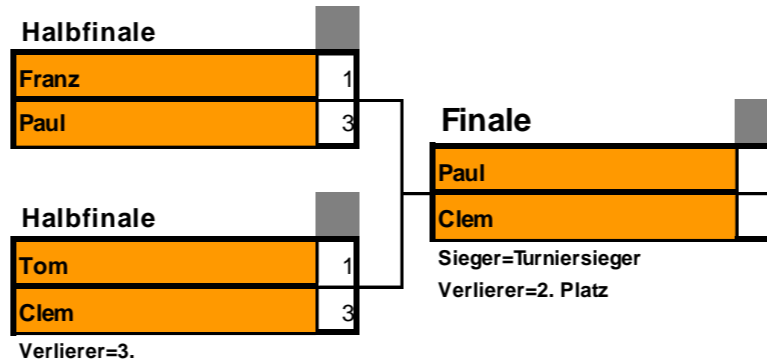 Halbfinale
Franz 1
Paul 3
Halbfinale
Tom 1
Clem 3
Verlierer=3.
Finale
Paul
Clem
Sieger=Turniersieger
Verlierer=2. Platz